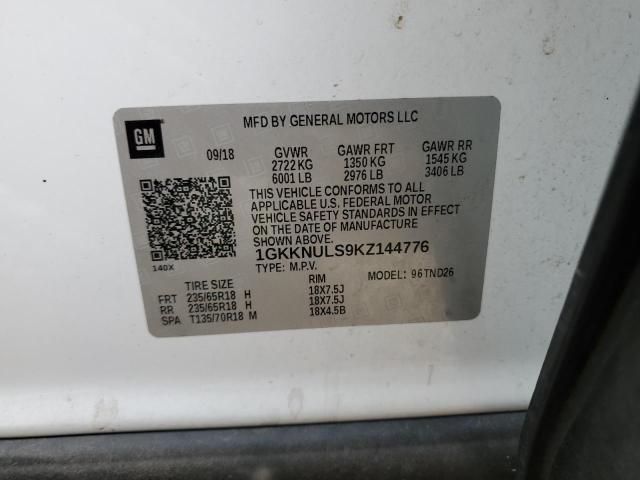 MFD BY GENERAL MOTORS LLC
GM
09/18 GVWR GAWR FRT GAWR RR
2722 KG 1350 KG 1545 KG
6001 LB 2976 LB 3406 LB
THIS VEHICLE CONFORMS TO ALL
APPLICABLE U.S. FEDERAL MOTOR
VEHICLE SAFETY STANDARDS IN EFFECT
ON THE DATE OF MANUFACTURE
SHOWN ABOVE.
1GKKNULS9KZ144776
140X
TYPE: M.P.V. MODEL: 96TND26
TIRE SIZE RIM
FRT 235/65R18 H 18X7.5J
RR 235/65R18 H 18X7.5J
SPA T135/70R18 M 18X4.5B